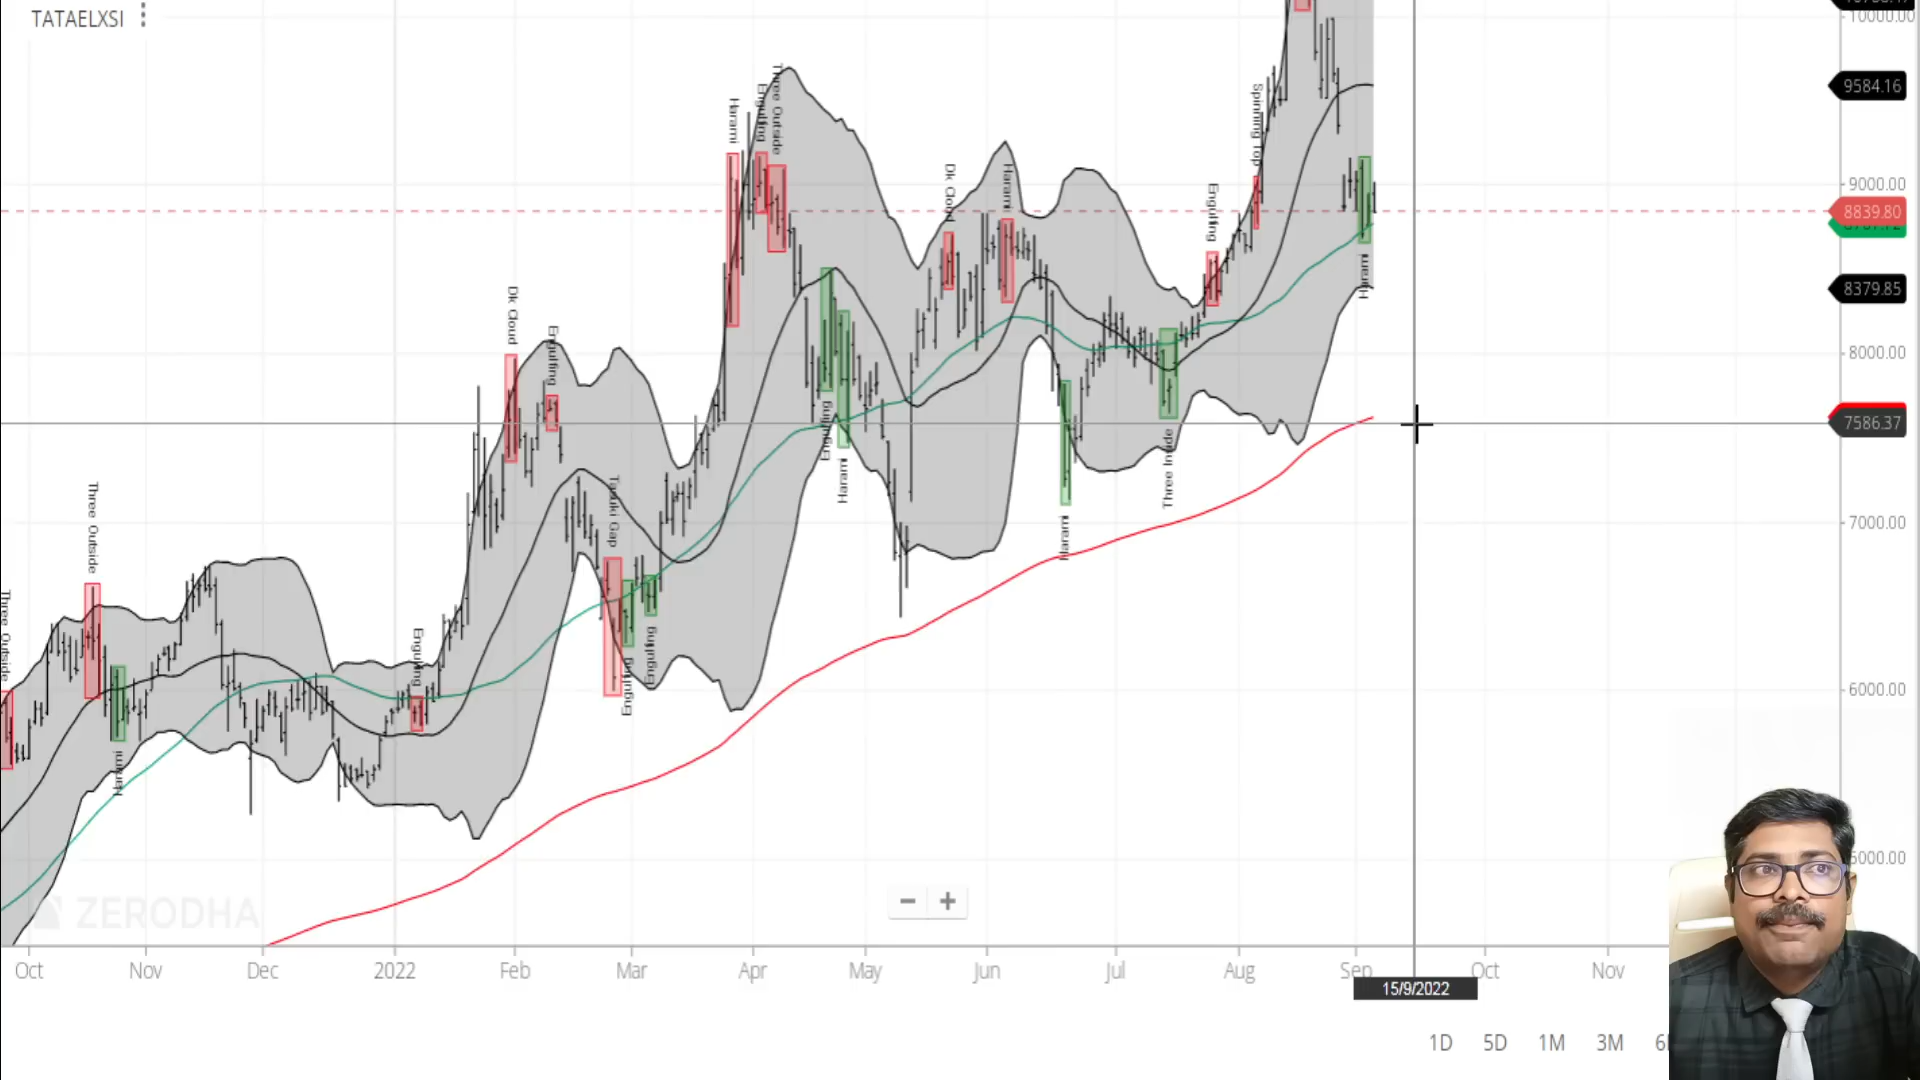 TATAELXSI
10000.00
9584.16
9000.00
8839.80
8379.85
8000.00
7586.37
7000.00
6000.00
5000.00
Three Outside
Three Outside
Harami
Engulfing
Dk Cloud
Engulfing
Tasuki Gap
Engulfing
Engulfing
Harami
Engulfing
Three Outside
Engulfing
Harami
Dk Cloud
Harami
Harami
Three Inside
Engulfing
Spinning Top
Harami
ZERODHA
Oct Nov Dec 2022 Feb Mar Apr May Jun Jul Aug Sep Oct Nov
15/9/2022
1D 5D 1M 3M